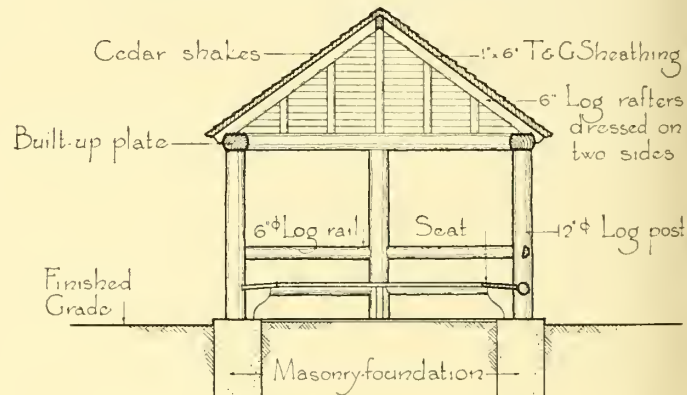 Cedar shakes
1"x 6" T&G Sheathing
6" Log rafters
dressed on
two sides
Built-up plate
6"ϕ Log rail
Seat
12"ϕ Log post
Finished
Grade
Masonry foundation